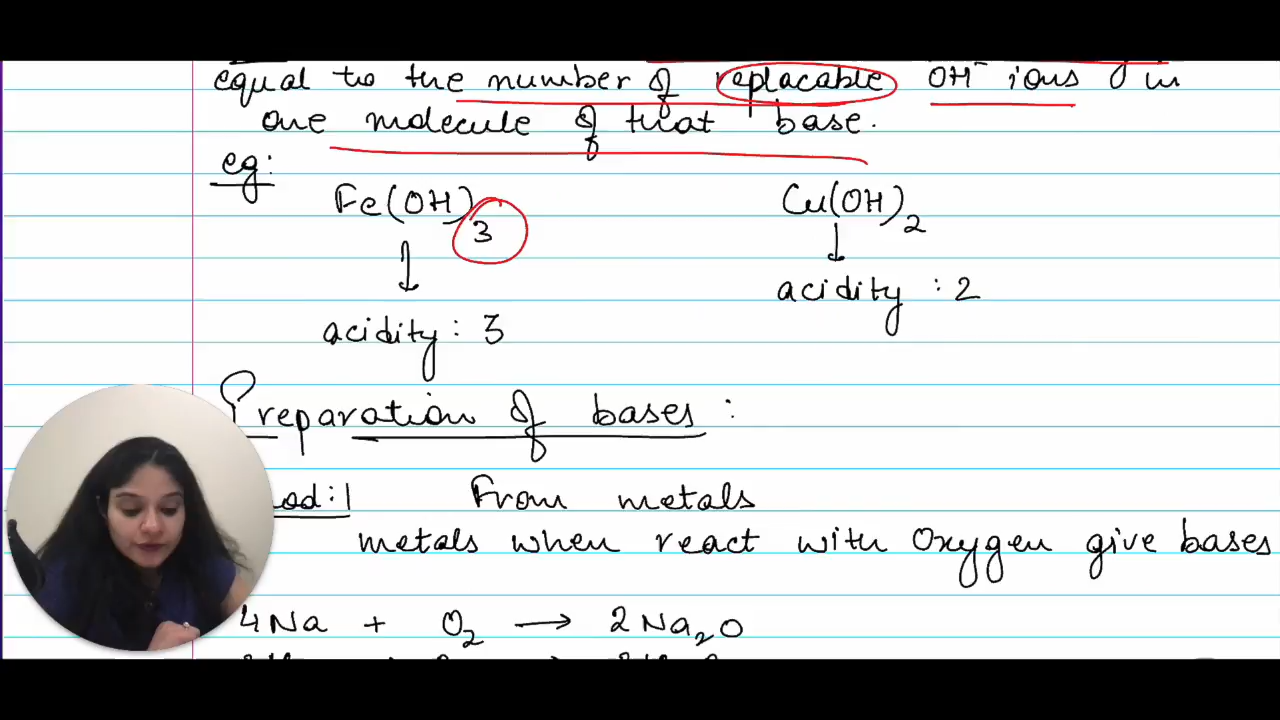 equal to the number of replacable OH⁻ ions in
one molecule of that base.
eg:
Fe(OH)₃ Cu(OH)₂
acidity : 2
acidity : 3
Preparation of bases :
:1 From metals
metals when react with Oxygen give bases
4Na + O₂ → 2Na₂O